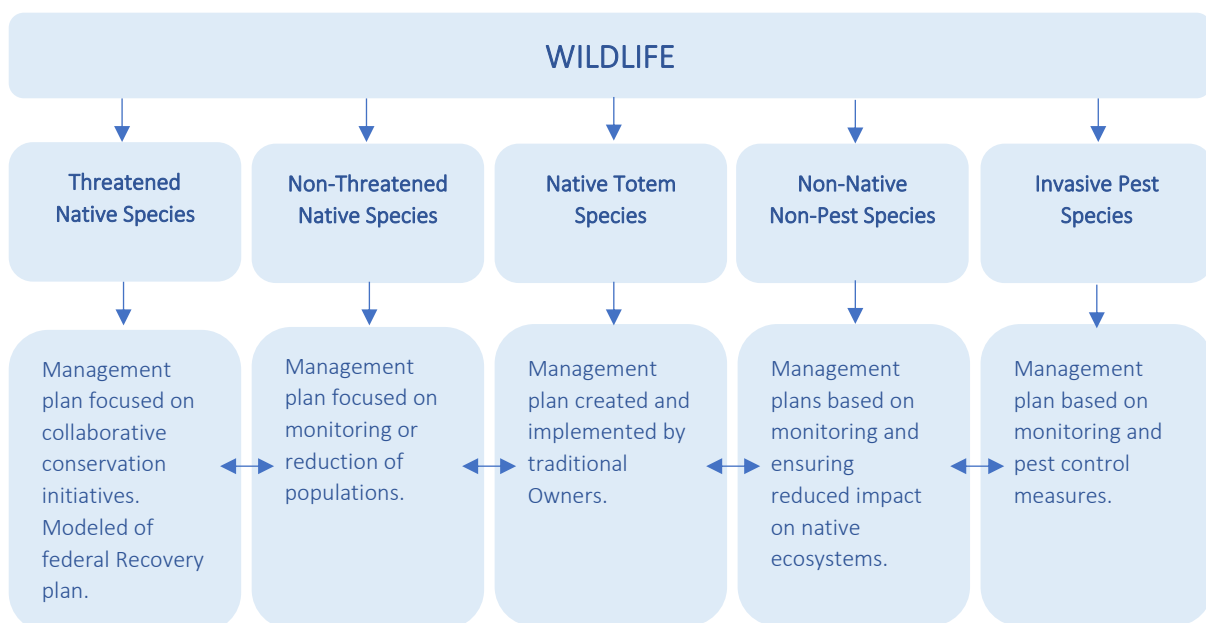 WILDLIFE
Threatened
Native Species
Non-Threatened
Native Species
Native Totem
Species
Non-Native
Non-Pest Species
Invasive Pest
Species
Management
plan focused on
collaborative
conservation
initiatives.
Modeled of
federal Recovery
plan.
Management
plan focused on
monitoring or
reduction of
populations.
Management
plan created and
implemented by
traditional
Owners.
Management
plans based on
monitoring and
ensuring
reduced impact
on native
ecosystems.
Management
plan based on
monitoring and
pest control
measures.